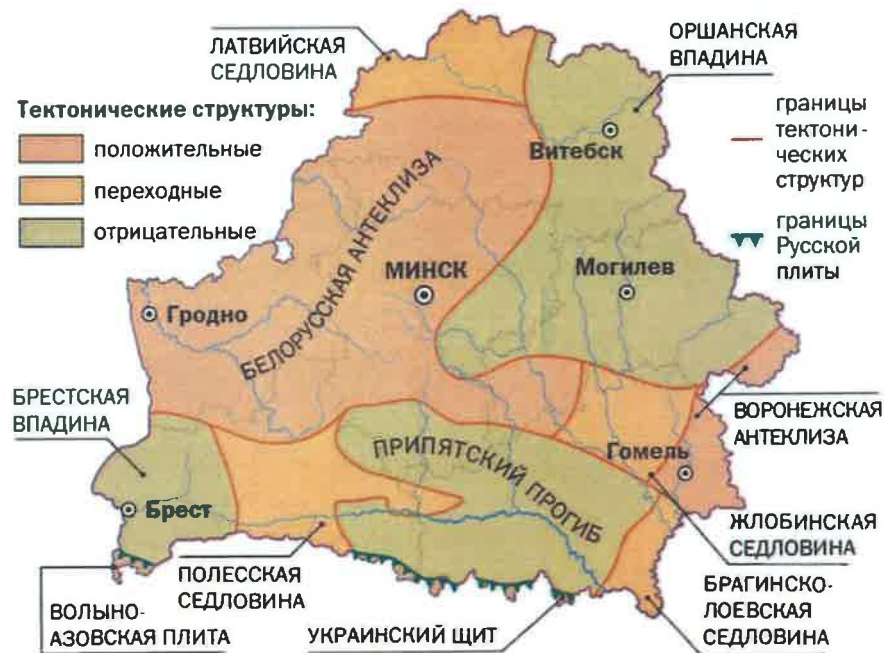 ЛАТВИЙСКАЯ
СЕДЛОВИНА
ОРШАНСКАЯ
ВПАДИНА
Тектонические структуры:
положительные
переходные
отрицательные
границы
тектони-
ческих
структур
границы
Русской
плиты
Витебск
БЕЛОРУССКАЯ АНТЕКЛИЗА
МИНСК
Могилев
Гродно
БРЕСТСКАЯ
ВПАДИНА
ВОРОНЕЖСКАЯ
АНТЕКЛИЗА
ПРИПЯТСКИЙ ПРОГИБ
Гомель
Брест
ЖЛОБИНСКАЯ
СЕДЛОВИНА
ПОЛЕССКАЯ
СЕДЛОВИНА
ВОЛЫНО-
АЗОВСКАЯ ПЛИТА
УКРАИНСКИЙ ЩИТ
БРАГИНСКО-
ЛОЕВСКАЯ
СЕДЛОВИНА